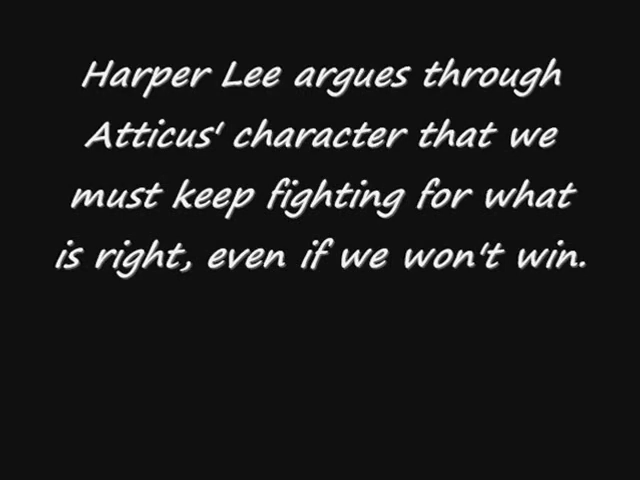 Harper Lee argues through
Atticus' character that we
must keep fighting for what
is right, even if we won't win.